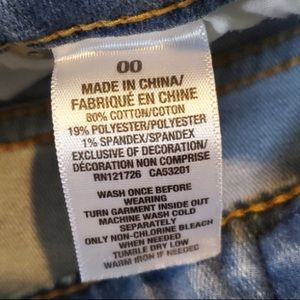 00
MADE IN CHINA/
FABRIQUÉ EN CHINE
80% COTTON/COTON
19% POLYESTER/POLYESTER
1% SPANDEX/SPANDEX
EXCLUSIVE OF DECORATION/
DÉCORATION NON COMPRISE
RN121726 CA53201
WASH ONCE BEFORE
WEARING
TURN GARMENT INSIDE OUT
MACHINE WASH COLD
SEPARATELY
ONLY NON-CHLORINE BLEACH
WHEN NEEDED
TUMBLE DRY LOW
WARM IRON IF NEEDED